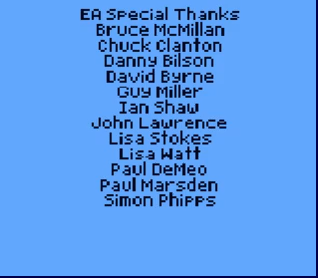 EA Special Thanks
Bruce McMillan
Chuck Clanton
Danny Bilson
David Byrne
Guy Miller
Ian Shaw
John Lawrence
Lisa Stokes
Lisa Watt
Paul DeMeo
Paul Marsden
Simon Phipps